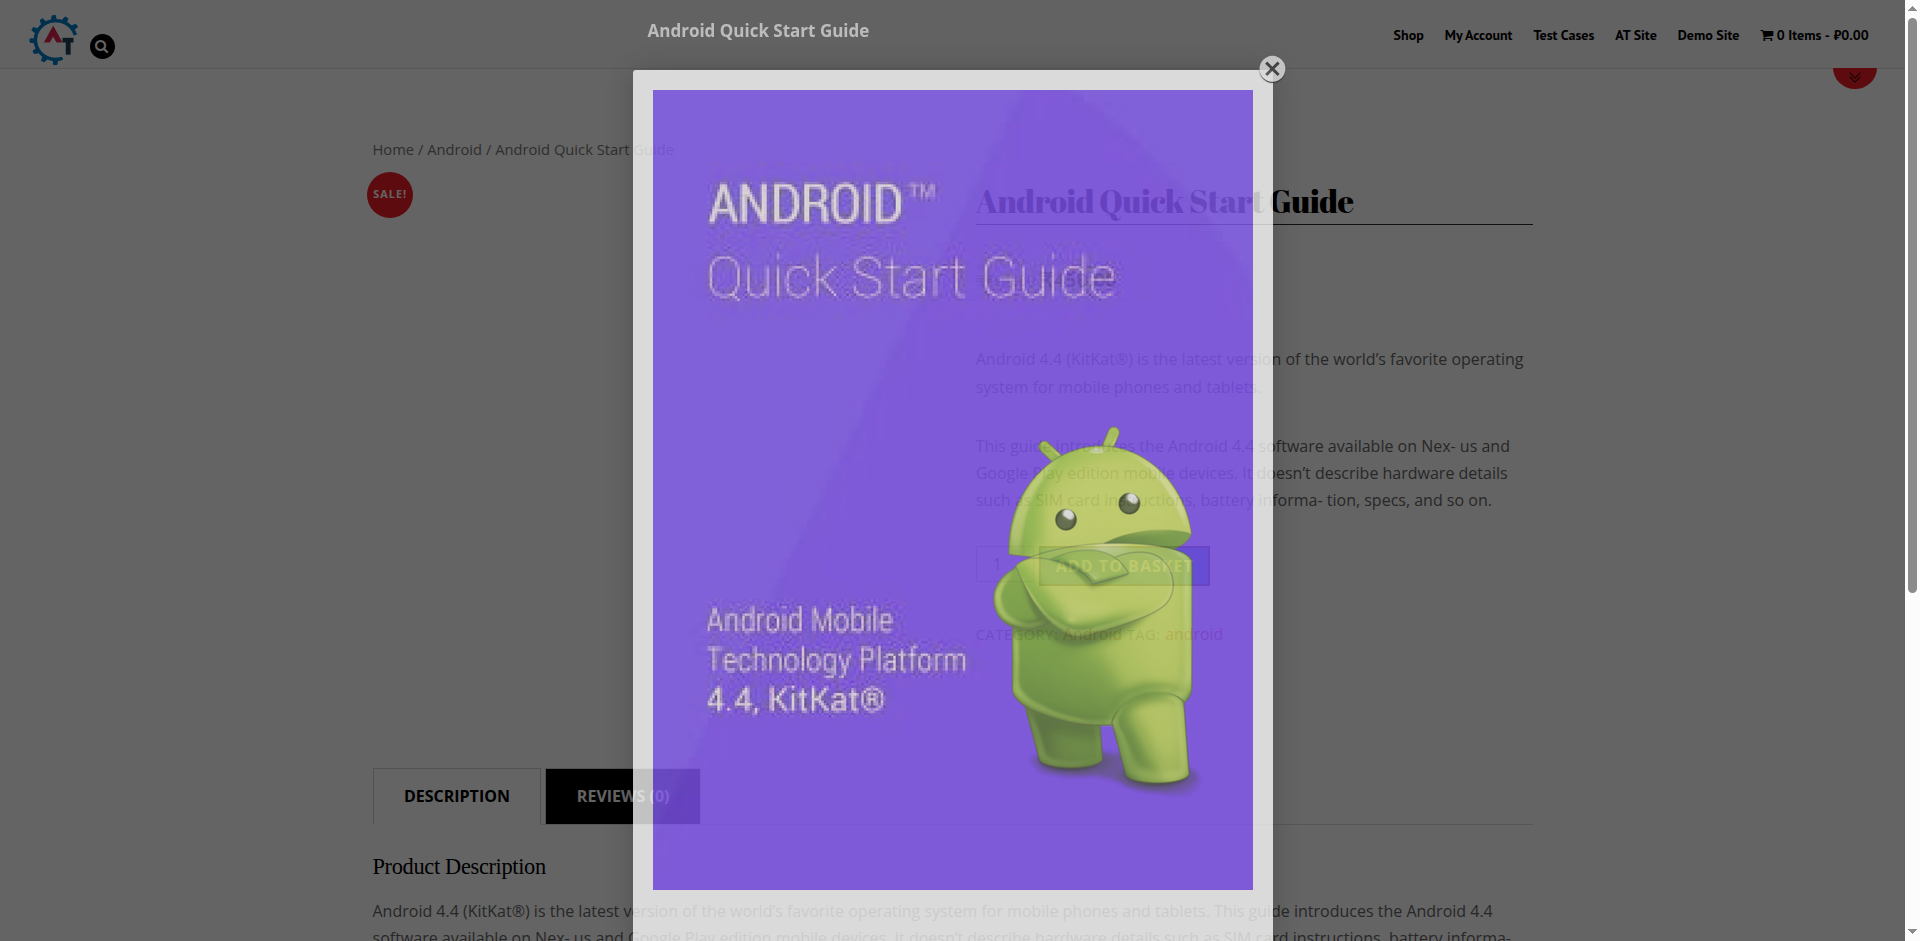 Android Quick Start Guide
AT
Shop My Account Test Cases AT Site Demo Site 0 Items - ₽0.00
Home / Android / Android Quick Start Guide
SALE!
ANDROID™
Quick Start Guide
Android Quick Start Guide
Android 4.4 (KitKat®) is the latest version of the world’s favorite operating
system for mobile phones and tablets.
This guide introduces the Android 4.4 software available on Nex- us and
Google Play edition mobile devices. It doesn’t describe hardware details
such as SIM card instructions, battery informa- tion, specs, and so on.
1 ADD TO BASKET
Android Mobile
Technology Platform
4.4, KitKat®
CATEGORY: Android TAG: android
DESCRIPTION REVIEWS (0)
Product Description
Android 4.4 (KitKat®) is the latest version of the world’s favorite operating system for mobile phones and tablets. This guide introduces the Android 4.4
software available on Nex- us and Google Play edition mobile devices. It doesn’t describe hardware details such as SIM card instructions, battery informa-